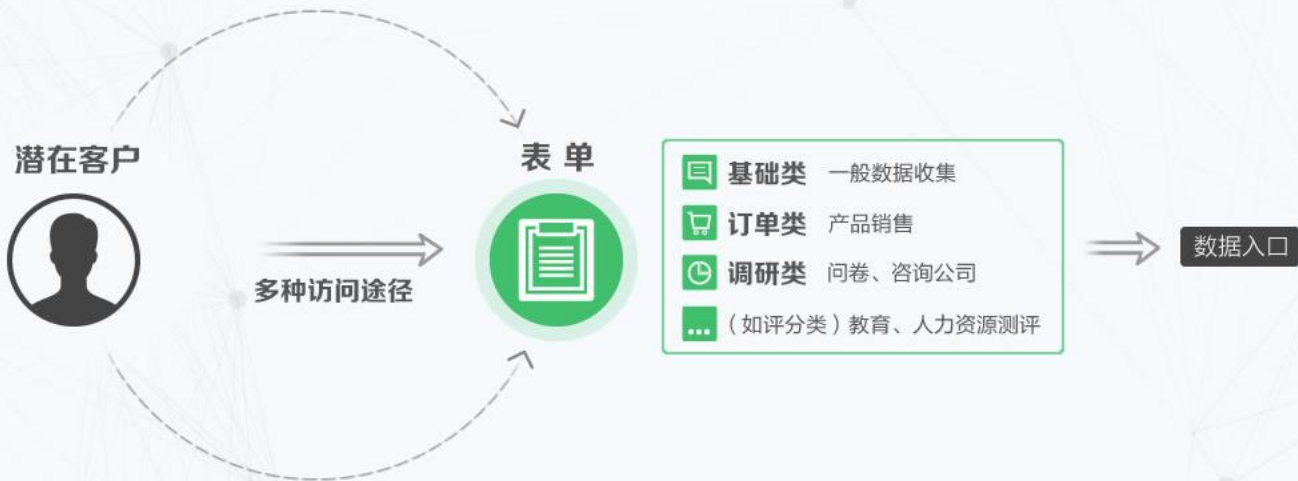 潜在客户
多种访问途径
表单
基础类 一般数据收集
订单类 产品销售
调研类 问卷、咨询公司
...（如评分类）教育、人力资源测评
数据入口